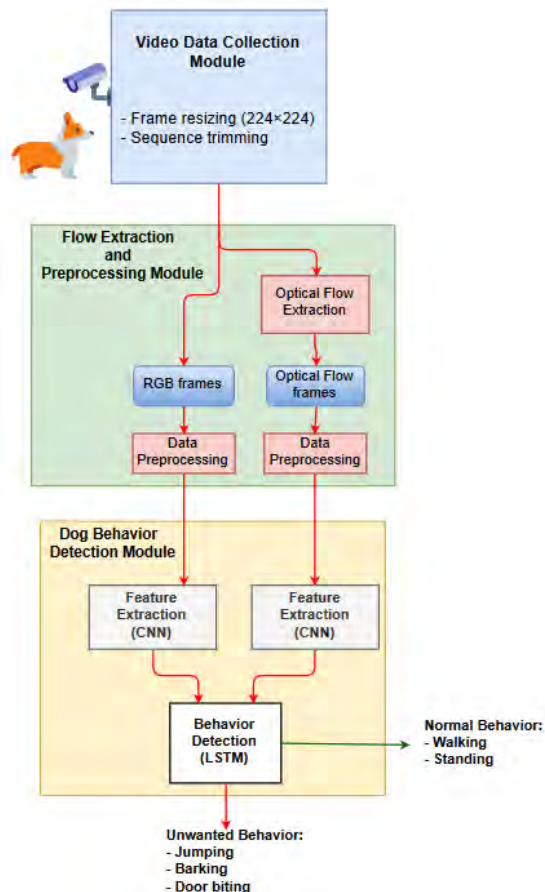 Video Data Collection
Module
- Frame resizing (224×224)
- Sequence trimming
Flow Extraction
and
Preprocessing Module
Optical Flow
Extraction
RGB frames
Optical Flow
frames
Data
Preprocessing
Data
Preprocessing
Dog Behavior
Detection Module
Feature
Extraction
(CNN)
Feature
Extraction
(CNN)
Behavior
Detection
(LSTM)
Normal Behavior:
- Walking
- Standing
Unwanted Behavior:
- Jumping
- Barking
- Door biting